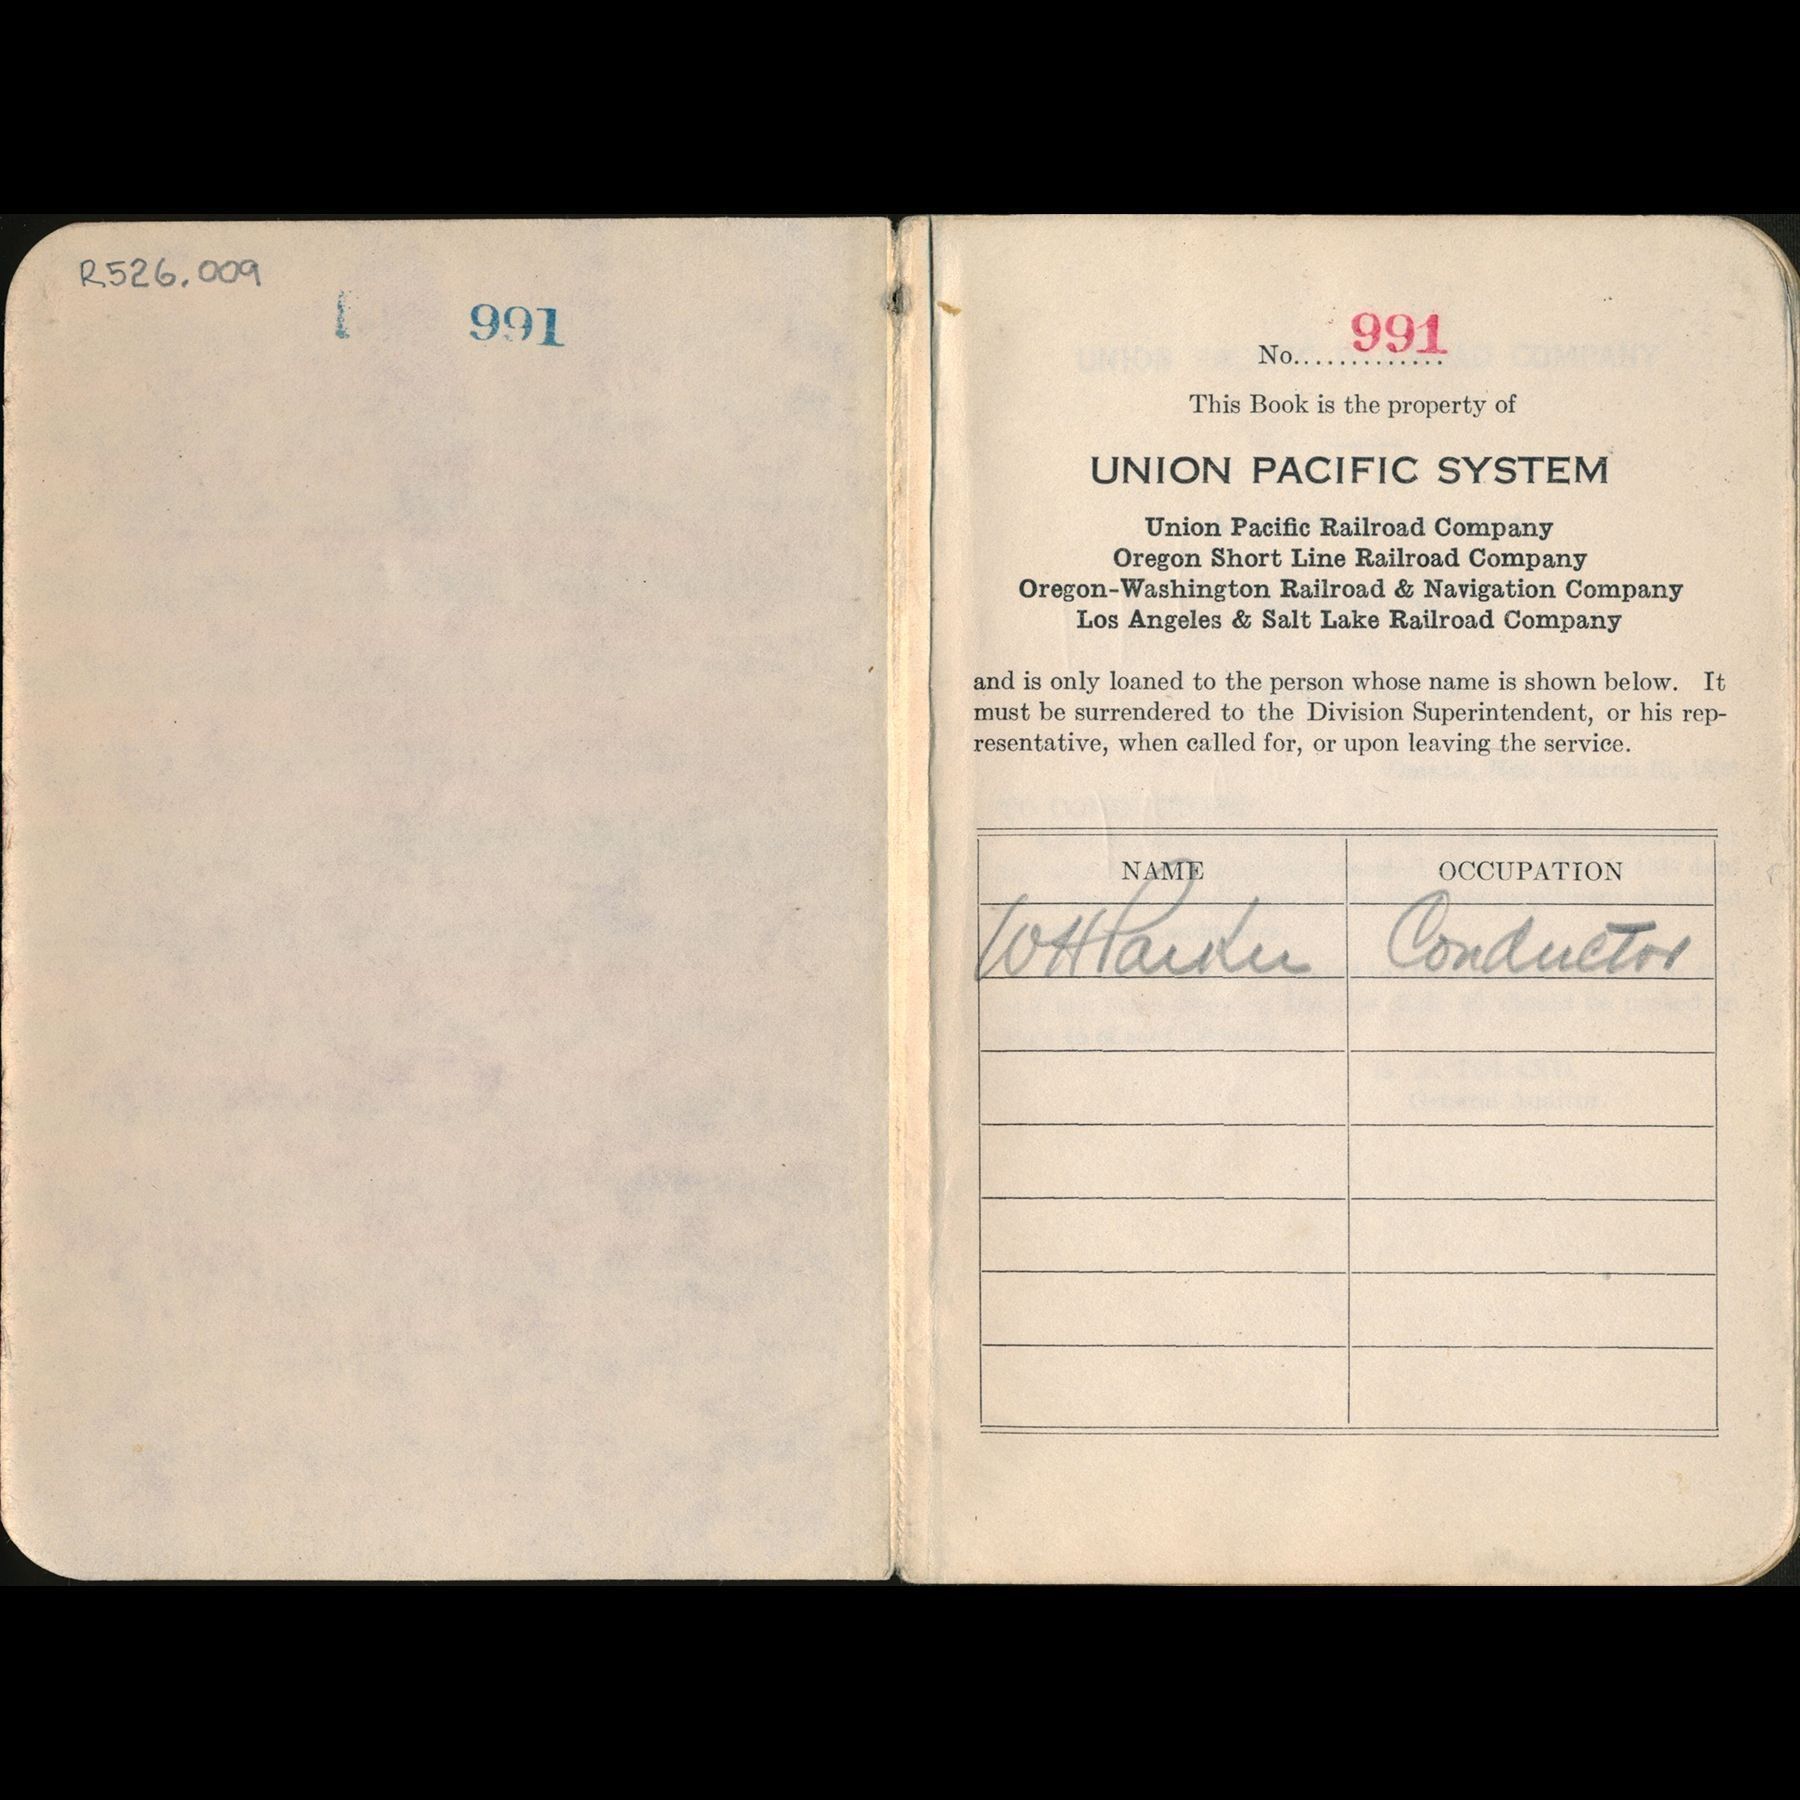 R526.009
991
No.............
991
This Book is the property of
UNION PACIFIC SYSTEM
Union Pacific Railroad Company
Oregon Short Line Railroad Company
Oregon-Washington Railroad & Navigation Company
Los Angeles & Salt Lake Railroad Company
and is only loaned to the person whose name is shown below. It
must be surrendered to the Division Superintendent, or his rep-
resentative, when called for, or upon leaving the service.
NAME OCCUPATION
WH Parker Conductor